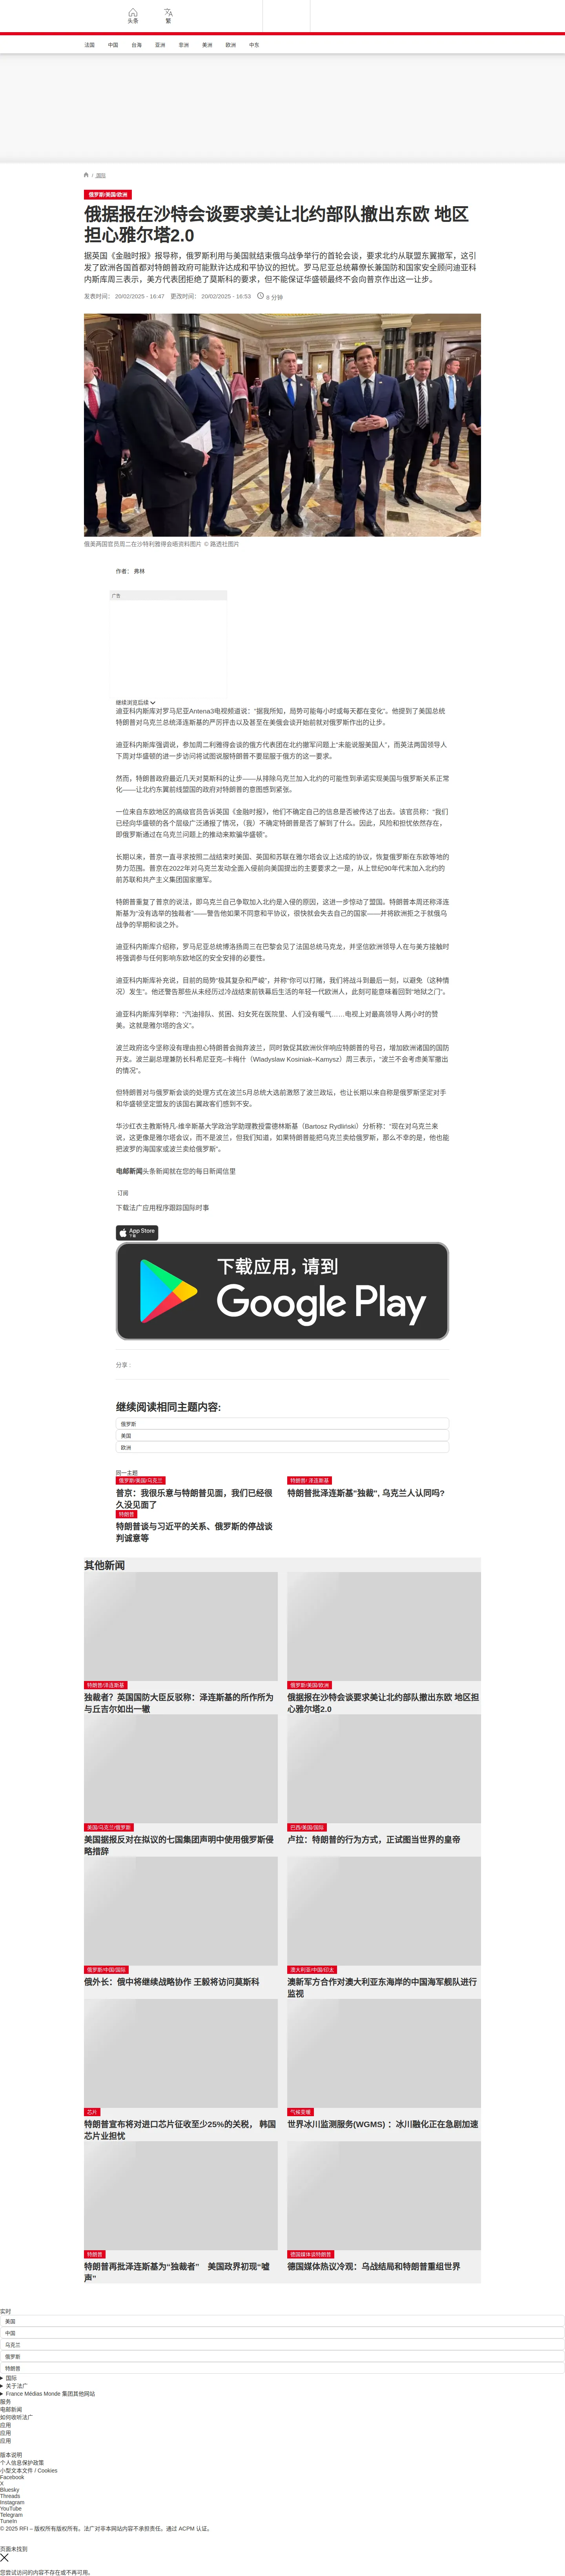 头条
繁
法国 中国 台海 亚洲 非洲 美洲 欧洲 中东
/ 国际
俄罗斯/美国/欧洲
俄据报在沙特会谈要求美让北约部队撤出东欧 地区
担心雅尔塔2.0
据英国《金融时报》报导称，俄罗斯利用与美国就结束俄乌战争举行的首轮会谈，要求北约从联盟东翼撤军，这引
发了欧洲各国首都对特朗普政府可能默许达成和平协议的担忧。罗马尼亚总统幕僚长兼国防和国家安全顾问迪亚科
内斯库周三表示，美方代表团拒绝了莫斯科的要求，但不能保证华盛顿最终不会向普京作出这一让步。
发表时间： 20/02/2025 - 16:47 更改时间： 20/02/2025 - 16:53 8 分钟
俄美两国官员周二在沙特利雅得会晤资料图片 © 路透社图片
作者： 弗林
广告
继续浏览后续
迪亚科内斯库对罗马尼亚Antena3电视频道说：“据我所知，局势可能每小时或每天都在变化”。他提到了美国总统
特朗普对乌克兰总统泽连斯基的严厉抨击以及甚至在美俄会谈开始前就对俄罗斯作出的让步。
迪亚科内斯库强调说，参加周二利雅得会谈的俄方代表团在北约撤军问题上“未能说服美国人”，而英法两国领导人
下周对华盛顿的进一步访问将试图说服特朗普不要屈服于俄方的这一要求。
然而，特朗普政府最近几天对莫斯科的让步——从排除乌克兰加入北约的可能性到承诺实现美国与俄罗斯关系正常
化——让北约东翼前线盟国的政府对特朗普的意图感到紧张。
一位来自东欧地区的高级官员告诉英国《金融时报》，他们不确定自己的信息是否被传达了出去。该官员称：“我们
已经向华盛顿的各个层级广泛通报了情况，（我）不确定特朗普是否了解到了什么。因此，风险和担忧依然存在，
即俄罗斯通过在乌克兰问题上的推动来欺骗华盛顿”。
长期以来，普京一直寻求按照二战结束时美国、英国和苏联在雅尔塔会议上达成的协议，恢复俄罗斯在东欧等地的
势力范围。普京在2022年对乌克兰发动全面入侵前向美国提出的主要要求之一是，从上世纪90年代末加入北约的
前苏联和共产主义集团国家撤军。
特朗普重复了普京的说法，即乌克兰自己争取加入北约是入侵的原因，这进一步惊动了盟国。特朗普本周还称泽连
斯基为“没有选举的独裁者”——警告他如果不同意和平协议，很快就会失去自己的国家——并将欧洲拒之于就俄乌
战争的早期和谈之外。
迪亚科内斯库介绍称，罗马尼亚总统博洛扬周三在巴黎会见了法国总统马克龙，并坚信欧洲领导人在与美方接触时
将强调参与任何影响东欧地区的安全安排的必要性。
迪亚科内斯库补充说，目前的局势“极其复杂和严峻”，并称“你可以打赌，我们将战斗到最后一刻，以避免（这种情
况）发生”。他还警告那些从未经历过冷战结束前铁幕后生活的年轻一代欧洲人，此刻可能意味着回到“地狱之门”。
迪亚科内斯库列举称：“汽油排队、贫困、妇女死在医院里、人们没有暖气……电视上对最高领导人两小时的赞
美。这就是雅尔塔的含义”。
波兰政府迄今坚称没有理由担心特朗普会抛弃波兰，同时敦促其欧洲伙伴响应特朗普的号召，增加欧洲诸国的国防
开支。波兰副总理兼防长科希尼亚克–卡梅什（Władysław Kosiniak–Kamysz）周三表示，“波兰不会考虑美军撤出
的情况”。
但特朗普对与俄罗斯会谈的处理方式在波兰5月总统大选前激怒了波兰政坛，也让长期以来自称是俄罗斯坚定对手
和华盛顿坚定盟友的该国右翼政客们感到不安。
华沙红衣主教斯特凡-维辛斯基大学政治学助理教授雷德林斯基（Bartosz Rydliński）分析称：“现在对乌克兰来
说，这更像是雅尔塔会议，而不是波兰，但我们知道，如果特朗普能把乌克兰卖给俄罗斯，那么不幸的是，他也能
把波罗的海国家或波兰卖给俄罗斯”。
电邮新闻头条新闻就在您的每日新闻信里
订阅
下载法广应用程序跟踪国际时事
App Store
下载
下载应用，请到
Google Play
分享 :
继续阅读相同主题内容:
俄罗斯
美国
欧洲
同一主题
俄罗斯/美国/乌克兰
普京：我很乐意与特朗普见面，我们已经很
久没见面了
特朗普/ 泽连斯基
特朗普批泽连斯基"独裁"，乌克兰人认同吗?
特朗普
特朗普谈与习近平的关系、俄罗斯的停战谈
判诚意等
其他新闻
特朗普/泽连斯基
独裁者？英国国防大臣反驳称：泽连斯基的所作所为
与丘吉尔如出一辙
俄罗斯/美国/欧洲
俄据报在沙特会谈要求美让北约部队撤出东欧 地区担
心雅尔塔2.0
美国/乌克兰/俄罗斯
美国据报反对在拟议的七国集团声明中使用俄罗斯侵
略措辞
巴西/美国/国际
卢拉：特朗普的行为方式，正试图当世界的皇帝
俄罗斯/中国/国际
俄外长：俄中将继续战略协作 王毅将访问莫斯科
澳大利亚/中国/印太
澳新军方合作对澳大利亚东海岸的中国海军舰队进行
监视
芯片
特朗普宣布将对进口芯片征收至少25%的关税， 韩国
芯片业担忧
气候变暖
世界冰川监测服务(WGMS) ：冰川融化正在急剧加速
特朗普
特朗普再批泽连斯基为“独裁者” 美国政界初现“嘘
声”
德国媒体谈特朗普
德国媒体热议冷观：乌战结局和特朗普重组世界
实时
美国
中国
乌克兰
俄罗斯
特朗普
国际
关于法广
France Médias Monde 集团其他网站
服务
电邮新闻
如何收听法广
应用
应用
应用
版本说明
个人信息保护政策
小型文本文件 / Cookies
Facebook
X
Bluesky
Threads
Instagram
YouTube
Telegram
TuneIn
© 2025 RFI – 版权所有版权所有。法广对非本网站内容不承担责任。通过 ACPM 认证。
页面未找到
您尝试访问的内容不存在或不再可用。